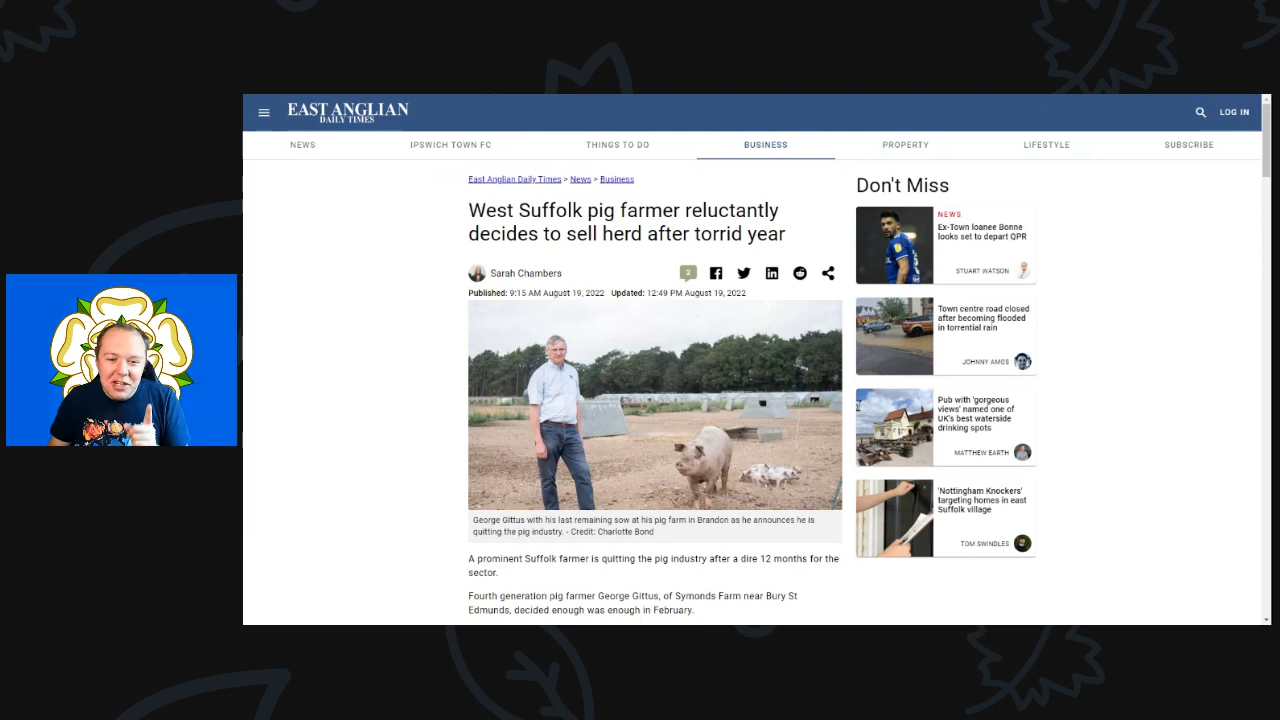 EAST ANGLIAN
DAILY TIMES
LOG IN
NEWS
IPSWICH TOWN FC
THINGS TO DO
BUSINESS
PROPERTY
LIFESTYLE
SUBSCRIBE
East Anglian Daily Times > News > Business
West Suffolk pig farmer reluctantly
decides to sell herd after torrid year
Sarah Chambers
2
Published: 9:15 AM August 19, 2022 Updated: 12:49 PM August 19, 2022
George Gittus with his last remaining sow at his pig farm in Brandon as he announces he is
quitting the pig industry. - Credit: Charlotte Bond
A prominent Suffolk farmer is quitting the pig industry after a dire 12 months for the
sector.
Fourth generation pig farmer George Gittus, of Symonds Farm near Bury St
Edmunds, decided enough was enough in February.
Don't Miss
NEWS
Ex-Town loanee Bonne
looks set to depart QPR
STUART WATSON
Town centre road closed
after becoming flooded
in torrential rain
JOHNNY AMOS
Pub with 'gorgeous
views' named one of
UK's best waterside
drinking spots
MATTHEW EARTH
'Nottingham Knockers'
targeting homes in east
Suffolk village
TOM SWINDLES